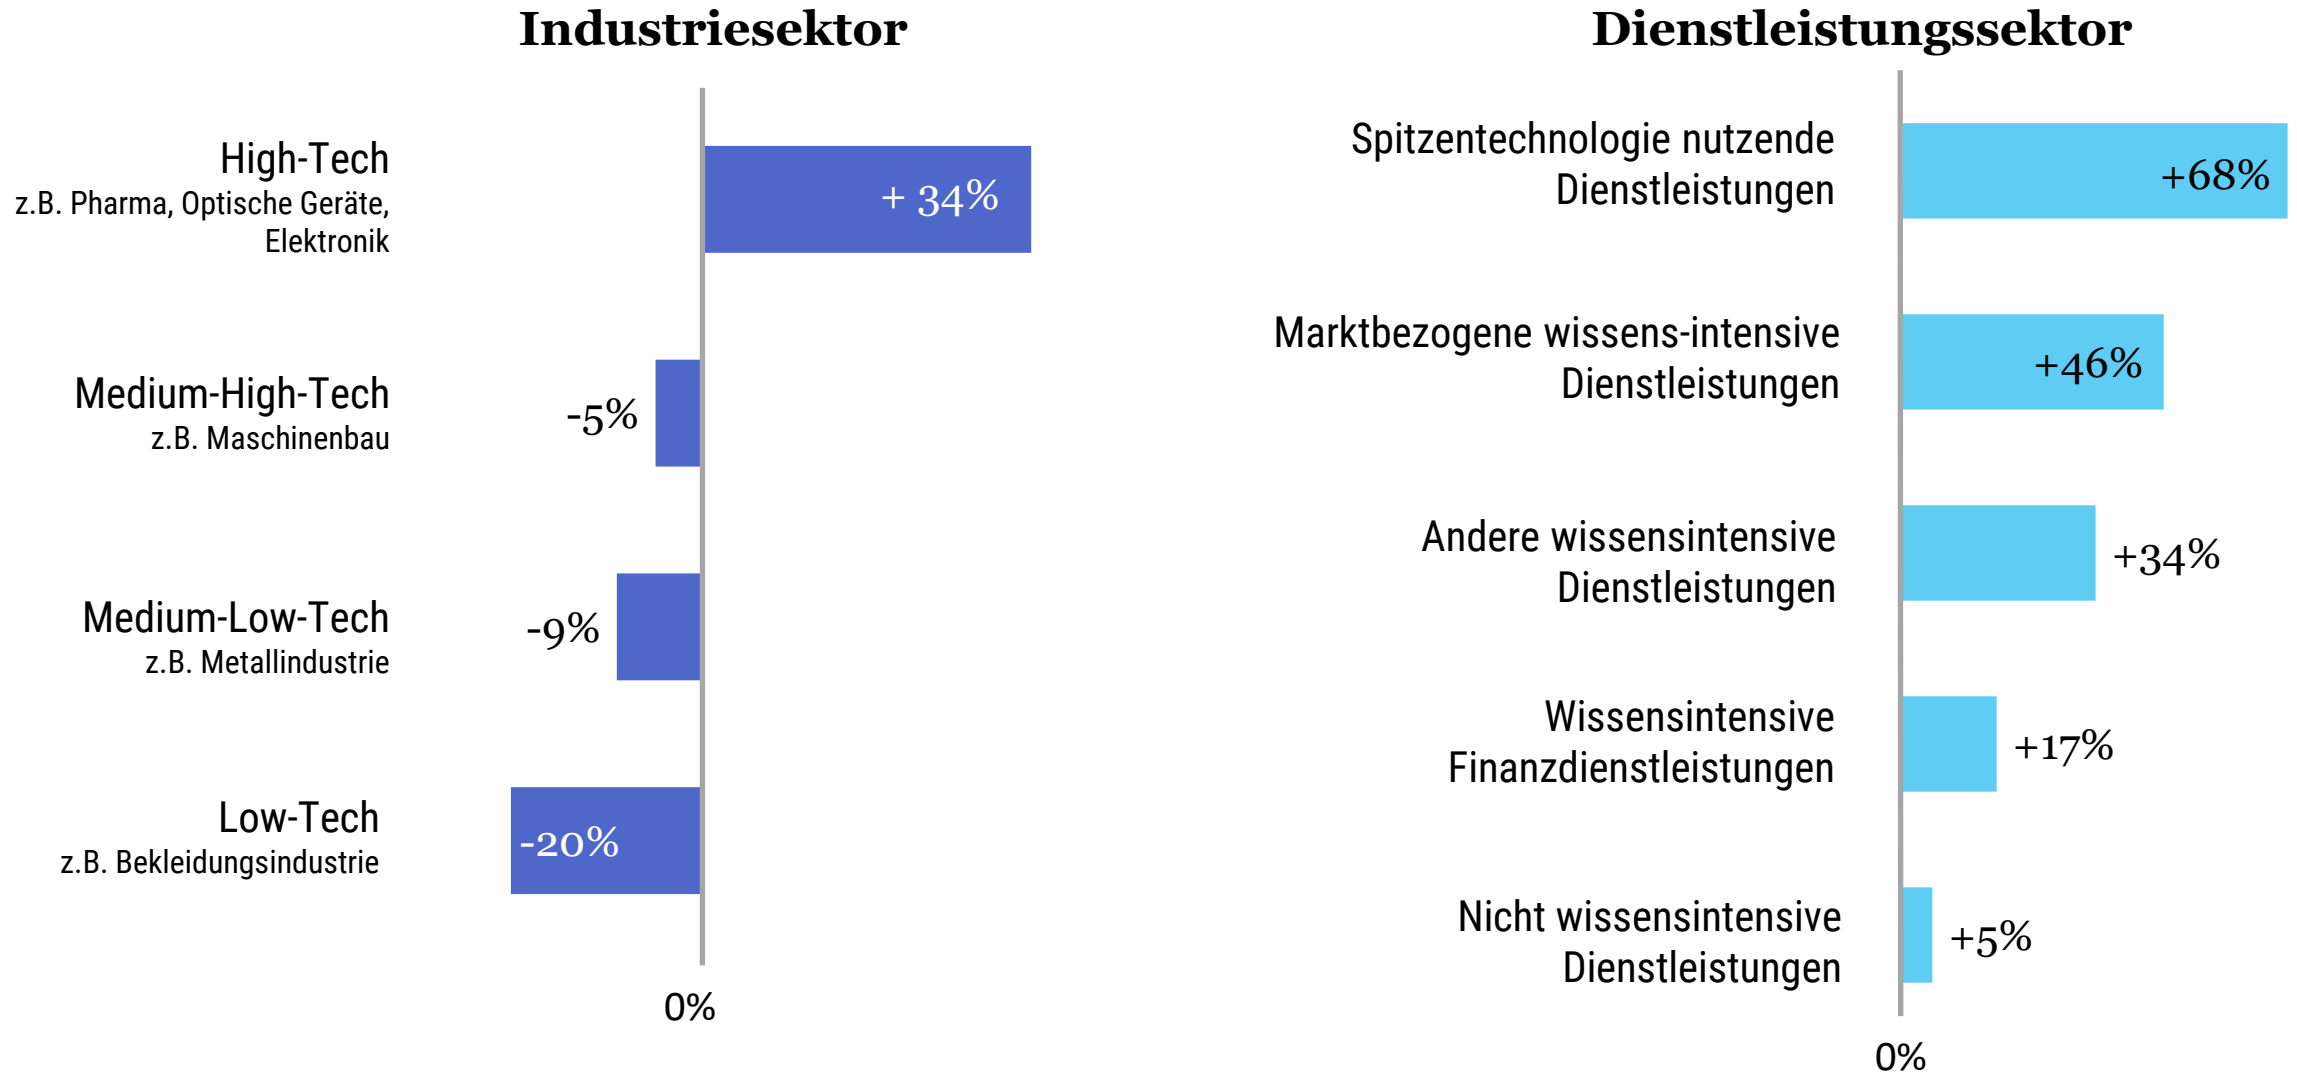 Industriesektor
High-Tech
z.B. Pharma, Optische Geräte,
Elektronik
+ 34%
Medium-High-Tech
z.B. Maschinenbau
-5%
Medium-Low-Tech
z.B. Metallindustrie
-9%
Low-Tech
z.B. Bekleidungsindustrie
-20%
0%
Dienstleistungssektor
Spitzentechnologie nutzende
Dienstleistungen
+68%
Marktbezogene wissens-intensive
Dienstleistungen
+46%
Andere wissensintensive
Dienstleistungen
+34%
Wissensintensive
Finanzdienstleistungen
+17%
Nicht wissensintensive
Dienstleistungen
+5%
0%